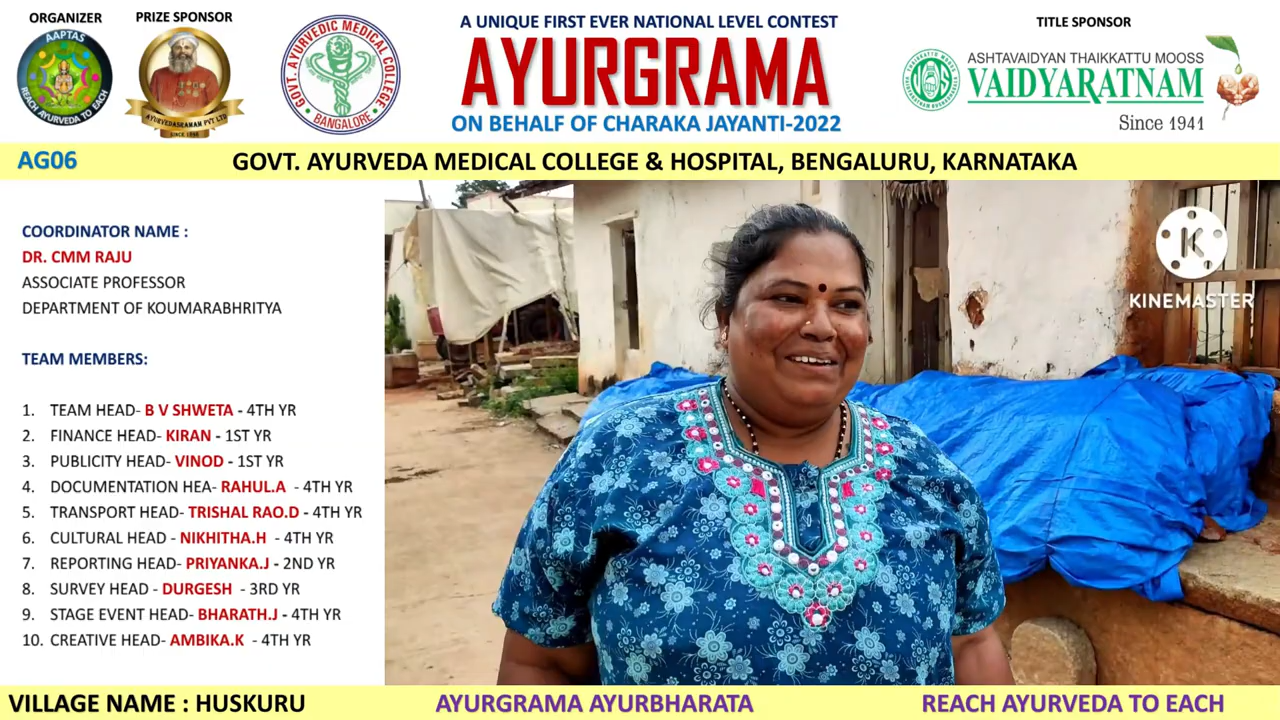 ORGANIZER
PRIZE SPONSOR
AAPTAS
REACH AYURVEDA TO EACH
AYURVEDASRAMAM PVT LTD
SINCE 1898
GOVT. AYURVEDIC MEDICAL COLLEGE
BANGALORE
A UNIQUE FIRST EVER NATIONAL LEVEL CONTEST
AYURGRAMA
ON BEHALF OF CHARAKA JAYANTI-2022
TITLE SPONSOR
ASHTAVAIDYAN THAIKKATTU MOOSS
VAIDYARATNAM
Since 1941
AG06
GOVT. AYURVEDA MEDICAL COLLEGE & HOSPITAL, BENGALURU, KARNATAKA
COORDINATOR NAME :
DR. CMM RAJU
ASSOCIATE PROFESSOR
DEPARTMENT OF KOUMARABHRITYA
TEAM MEMBERS:
1. TEAM HEAD- B V SHWETA - 4TH YR
2. FINANCE HEAD- KIRAN - 1ST YR
3. PUBLICITY HEAD- VINOD - 1ST YR
4. DOCUMENTATION HEA- RAHUL.A - 4TH YR
5. TRANSPORT HEAD- TRISHAL RAO.D - 4TH YR
6. CULTURAL HEAD - NIKHITHA.H - 4TH YR
7. REPORTING HEAD- PRIYANKA.J - 2ND YR
8. SURVEY HEAD - DURGESH - 3RD YR
9. STAGE EVENT HEAD- BHARATH.J - 4TH YR
10. CREATIVE HEAD- AMBIKA.K - 4TH YR
K
KINEMASTER
VILLAGE NAME : HUSKURU
AYURGRAMA AYURBHARATA
REACH AYURVEDA TO EACH